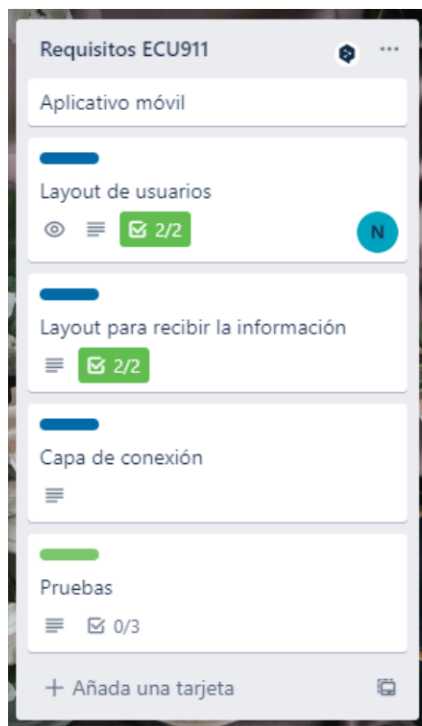 Requisitos ECU911
Aplicativo móvil
Layout de usuarios
2/2
N
Layout para recibir la información
2/2
Capa de conexión
Pruebas
0/3
+ Añada una tarjeta